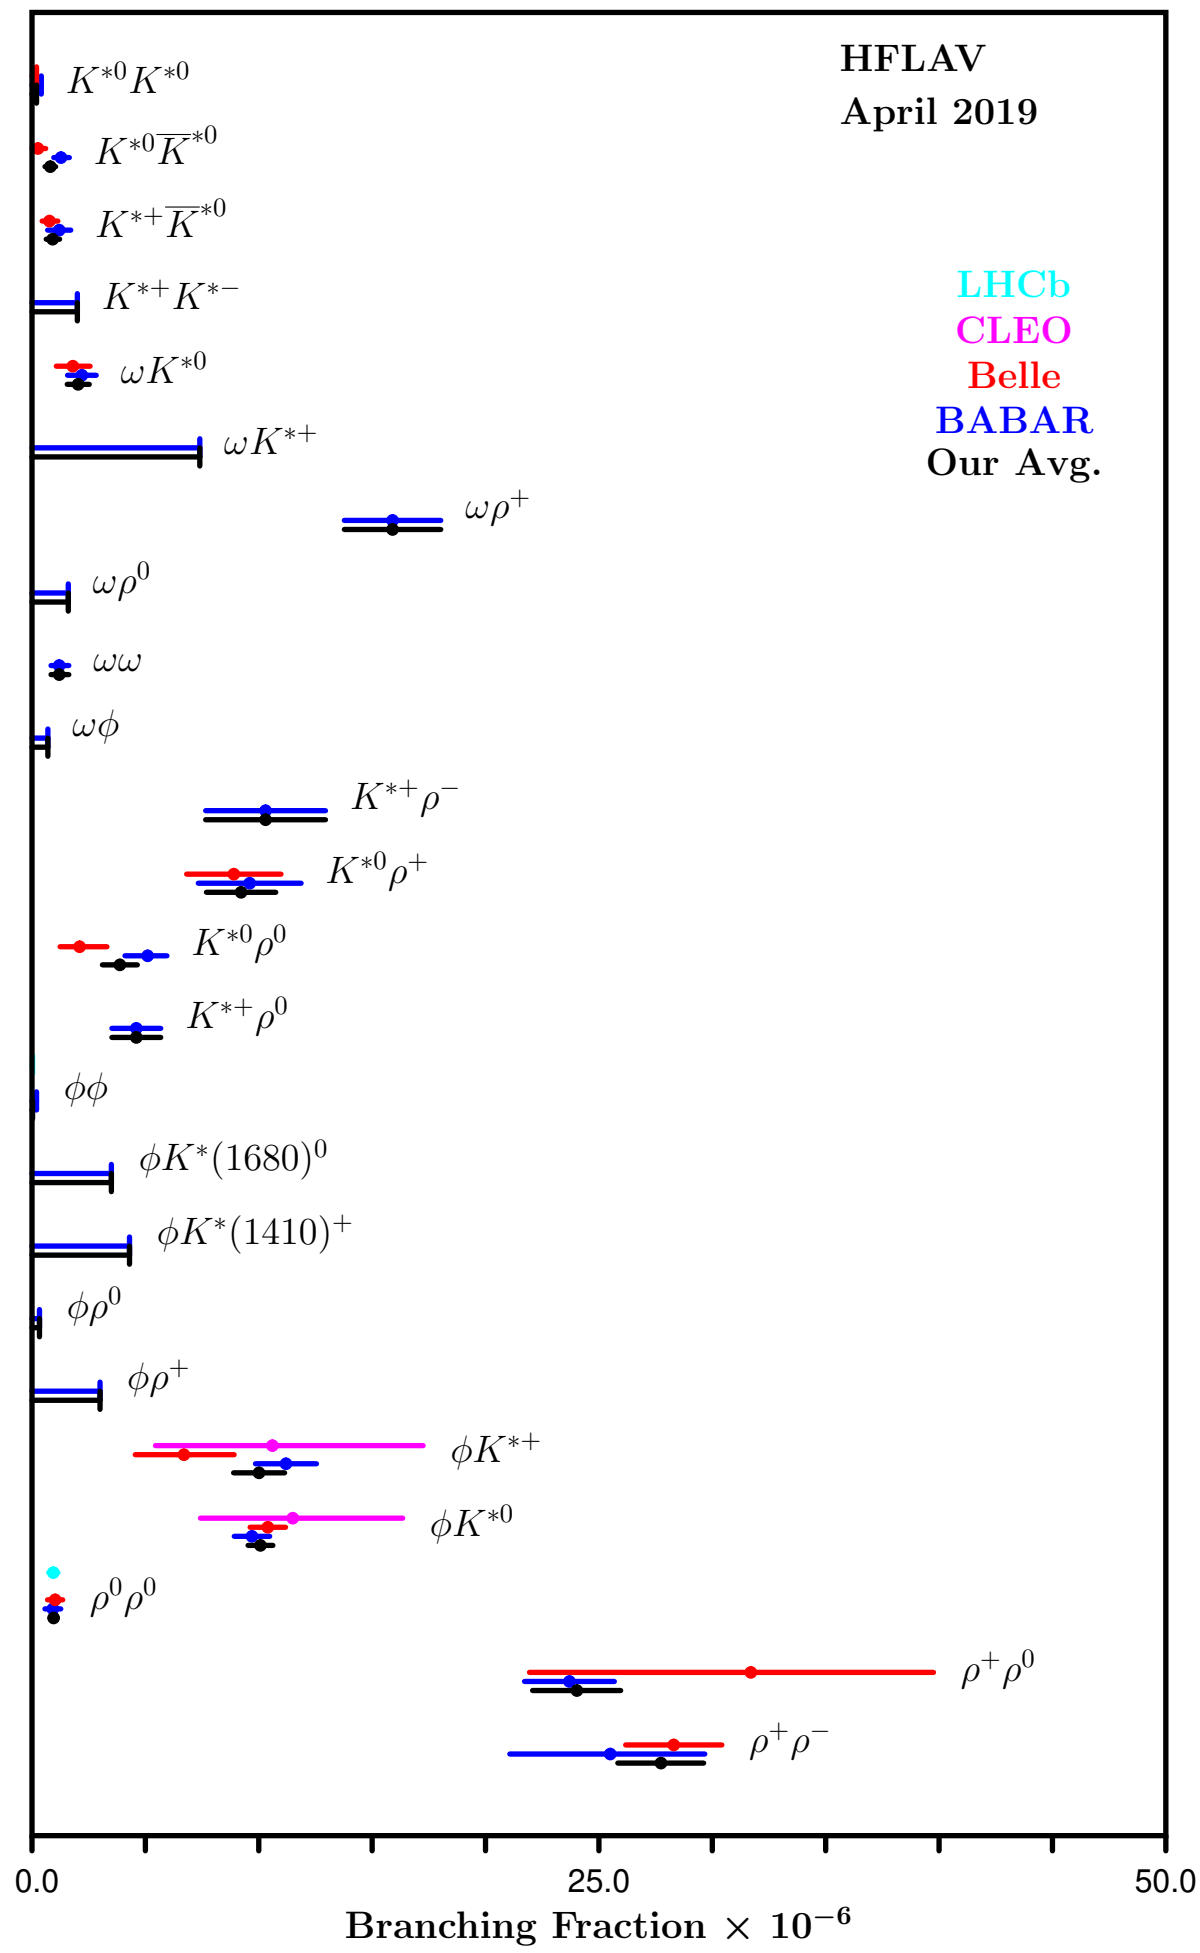 HFLAV
April 2019
K*⁰K*⁰
K*⁰K̅*⁰
K*⁺K̅*⁰
K*⁺K*⁻
LHCb
CLEO
Belle
BABAR
Our Avg.
ωK*⁰
ωK*⁺
ωρ⁺
ωρ⁰
ωω
ωϕ
K*⁺ρ⁻
K*⁰ρ⁺
K*⁰ρ⁰
K*⁺ρ⁰
ϕϕ
ϕK*(1680)⁰
ϕK*(1410)⁺
ϕρ⁰
ϕρ⁺
ϕK*⁺
ϕK*⁰
ρ⁰ρ⁰
ρ⁺ρ⁰
ρ⁺ρ⁻
0.0 25.0 50.0
Branching Fraction × 10⁻⁶